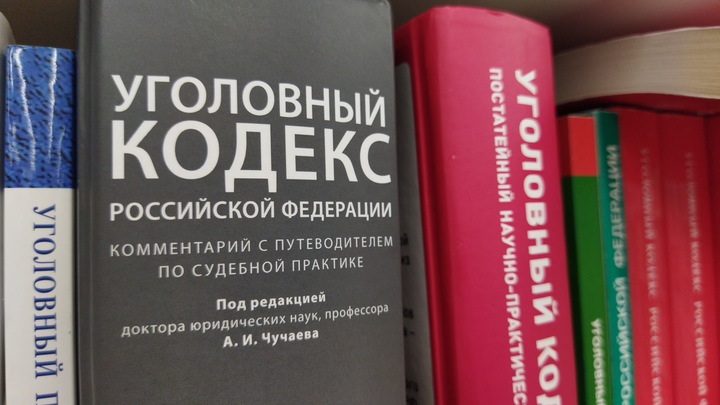 УГОЛОВНЫЙ
УГОЛОВНЫЙ
КОДЕКС
РОССИЙСКОЙ ФЕДЕРАЦИИ
КОММЕНТАРИЙ С ПУТЕВОДИТЕЛЕМ
ПО СУДЕБНОЙ ПРАКТИКЕ
Под редакцией
доктора юридических наук, профессора
А. И. Чучаева
УГОЛОВНЫЙ КОД
ПОСТАТЕЙНЫЙ НАУЧНО-ПРАКТИЧЕС
РОССИЙСКОЙ ФЕДЕРАЦИИ